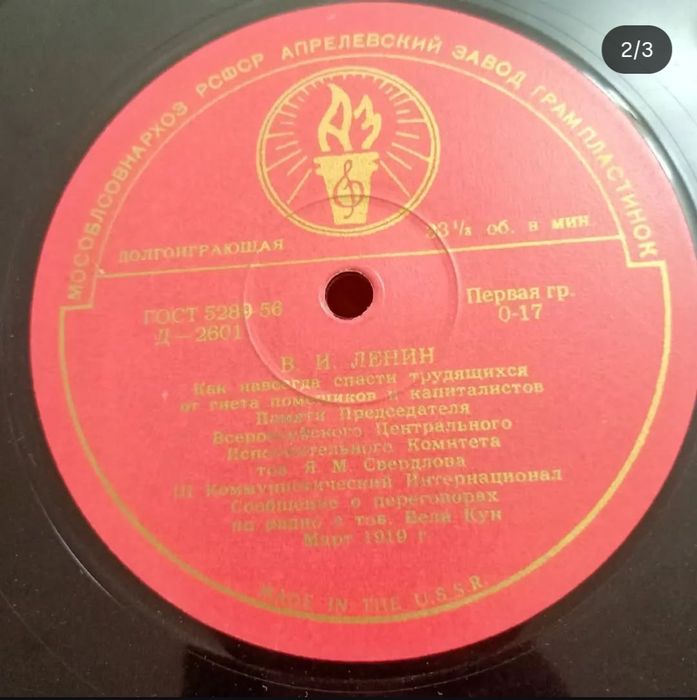 2/3
МОСОБЛСОВНАРХОЗ РСФСР АПРЕЛЕВСКИЙ ЗАВОД ГРАМПЛАСТИНОК
АЗ
ДОЛГОИГРАЮЩАЯ
33 1/3 об. в мин.
ГОСТ 5289-56
Д—2601
Первая гр.
0-17
В. И. ЛЕНИН
Как навсегда спасти трудящихся
от гнета помещиков и капиталистов
Памяти Председателя
Всероссийского Центрального
Исполнительного Комитета
тов. Я. М. Свердлова
III Коммунистический Интернационал
Сообщение о переговорах
по радио с тов. Бела Кун
Март 1919 г.
MADE IN THE U.S.S.R.